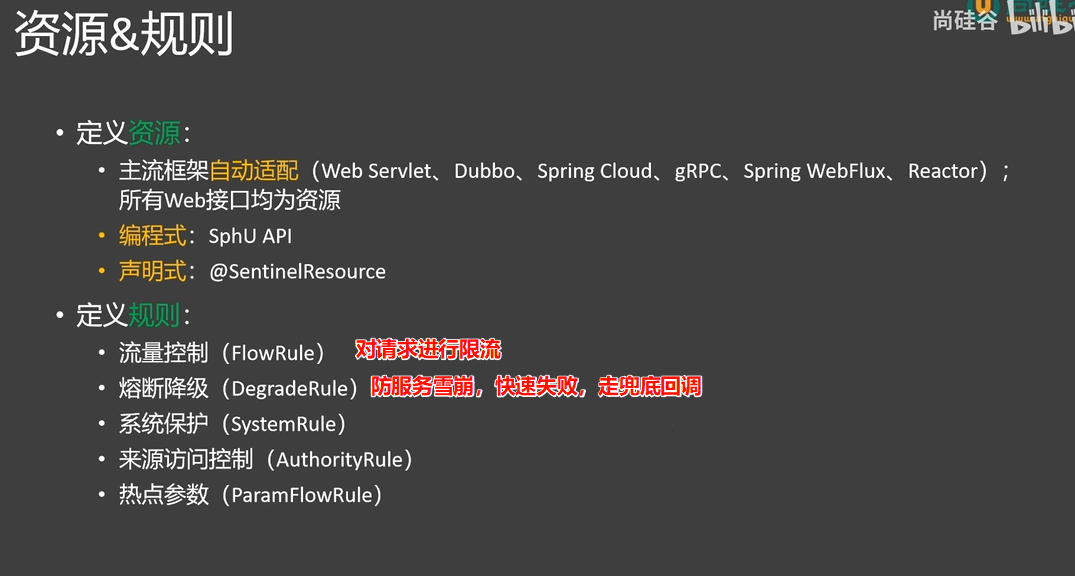 资源&规则
尚硅谷
bilibili
• 定义资源：
• 主流框架自动适配（Web Servlet、Dubbo、Spring Cloud、gRPC、Spring WebFlux、Reactor）；
所有Web接口均为资源
• 编程式：SphU API
• 声明式：@SentinelResource
• 定义规则：
• 流量控制（FlowRule） 对请求进行限流
• 熔断降级（DegradeRule）防服务雪崩，快速失败，走兜底回调
• 系统保护（SystemRule）
• 来源访问控制（AuthorityRule）
• 热点参数（ParamFlowRule）